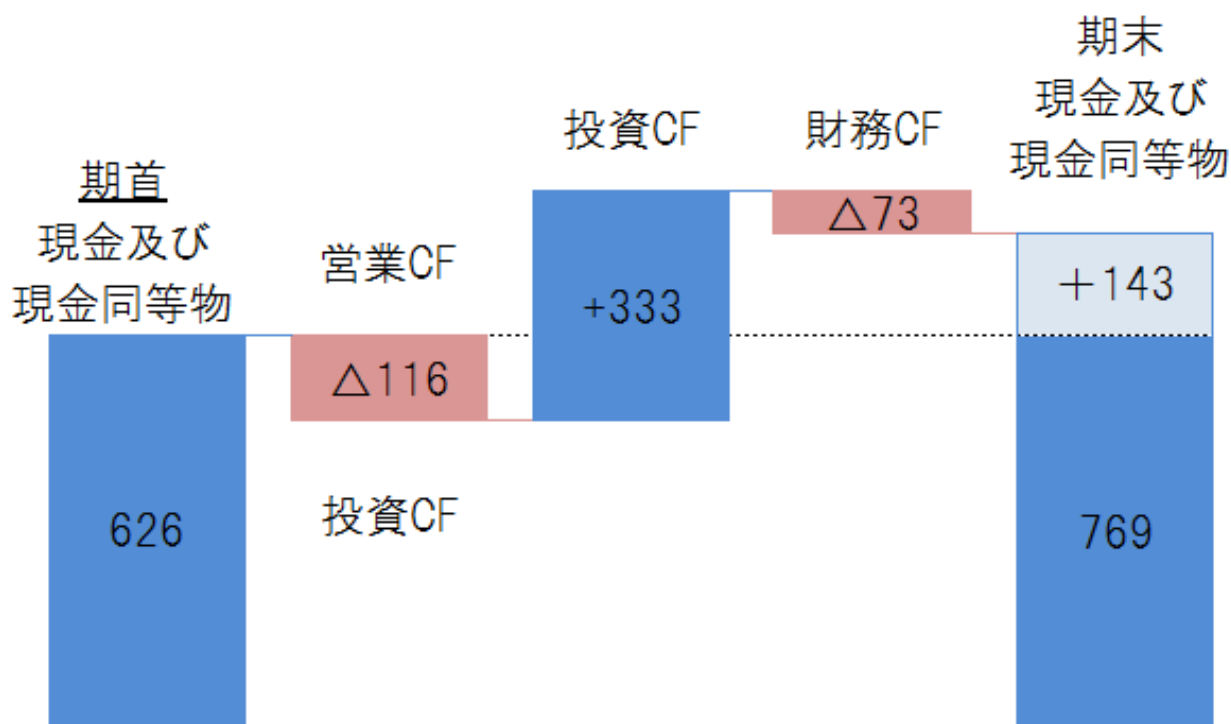 期首
現金及び
現金同等物
626
営業CF
△116
投資CF
投資CF
+333
財務CF
△73
期末
現金及び
現金同等物
＋143
769